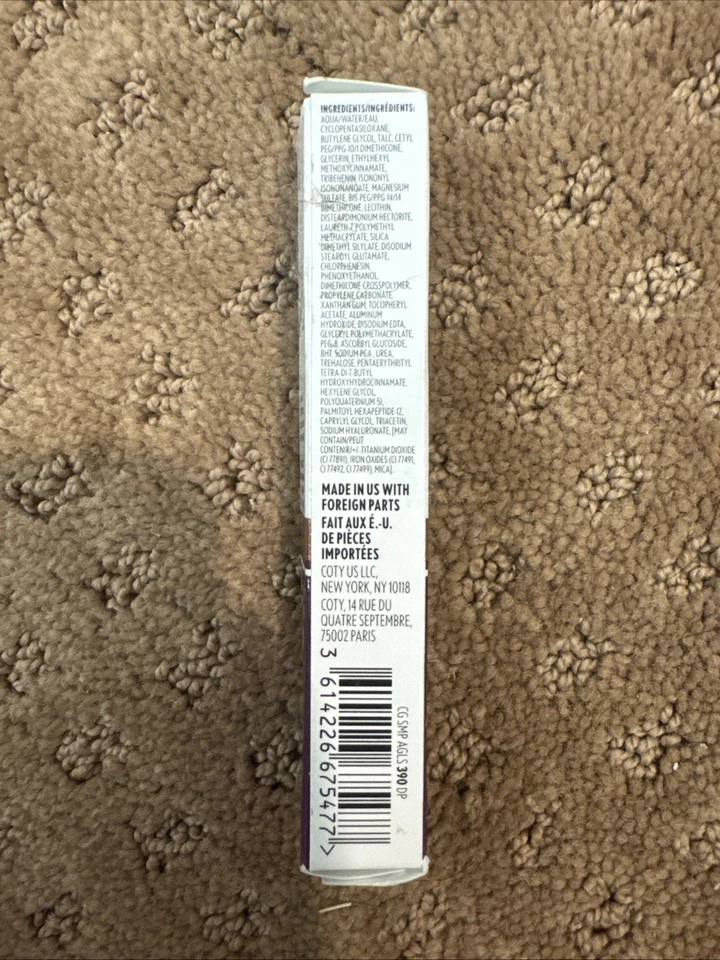 INGREDIENTS/INGRÉDIENTS:
AQUA/WATER/EAU,
CYCLOPENTASILOXANE,
BUTYLENE GLYCOL, TALC, CETYL
PEG/PPG-10/1 DIMETHICONE,
GLYCERIN, ETHYLHEXYL
METHOXYCINNAMATE,
TRIBEHENIN, ISONONYL
ISONONANOATE, MAGNESIUM
SULFATE, BIS-PEG/PPG-14/14
DIMETHICONE, LECITHIN,
DISTEARDIMONIUM HECTORITE,
LAURETH-7, POLYMETHYL
METHACRYLATE, SILICA
DIMETHYL SILYLATE, DISODIUM
STEAROYL GLUTAMATE,
CHLORPHENESIN,
PHENOXYETHANOL,
DIMETHICONE CROSSPOLYMER,
PROPYLENE CARBONATE,
XANTHAN GUM, TOCOPHERYL
ACETATE, ALUMINUM
HYDROXIDE, DISODIUM EDTA,
GLYCERYL POLYMETHACRYLATE,
PEG-8, ASCORBYL GLUCOSIDE,
BHT, SODIUM PCA, UREA,
TREHALOSE, PENTAERYTHRITYL
TETRA-DI-T-BUTYL
HYDROXYHYDROCINNAMATE,
HEXYLENE GLYCOL,
POLYQUATERNIUM-51,
PALMITOYL HEXAPEPTIDE-12,
CAPRYLYL GLYCOL, TRIACETIN,
SODIUM HYALURONATE, [MAY
CONTAIN/PEUT
CONTENIR/+/-TITANIUM DIOXIDE
(CI 77891), IRON OXIDES (CI 77491,
CI 77492, CI 77499), MICA].
MADE IN US WITH
FOREIGN PARTS
FAIT AUX É.-U.
DE PIÈCES
IMPORTÉES
COTY US LLC,
NEW YORK, NY 10118
COTY, 14 RUE DU
QUATRE SEPTEMBRE,
75002 PARIS
3 614226 675477 >
CG SMP AGLS 390 DP